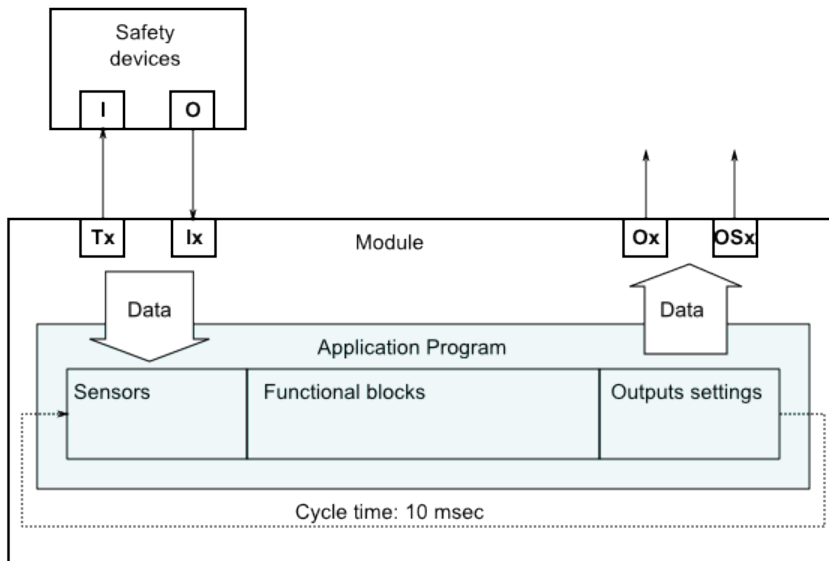 Safety
devices
I
O
Tx
Ix
Module
Ox
OSx
Data
Data
Application Program
Sensors
Functional blocks
Outputs settings
Cycle time: 10 msec